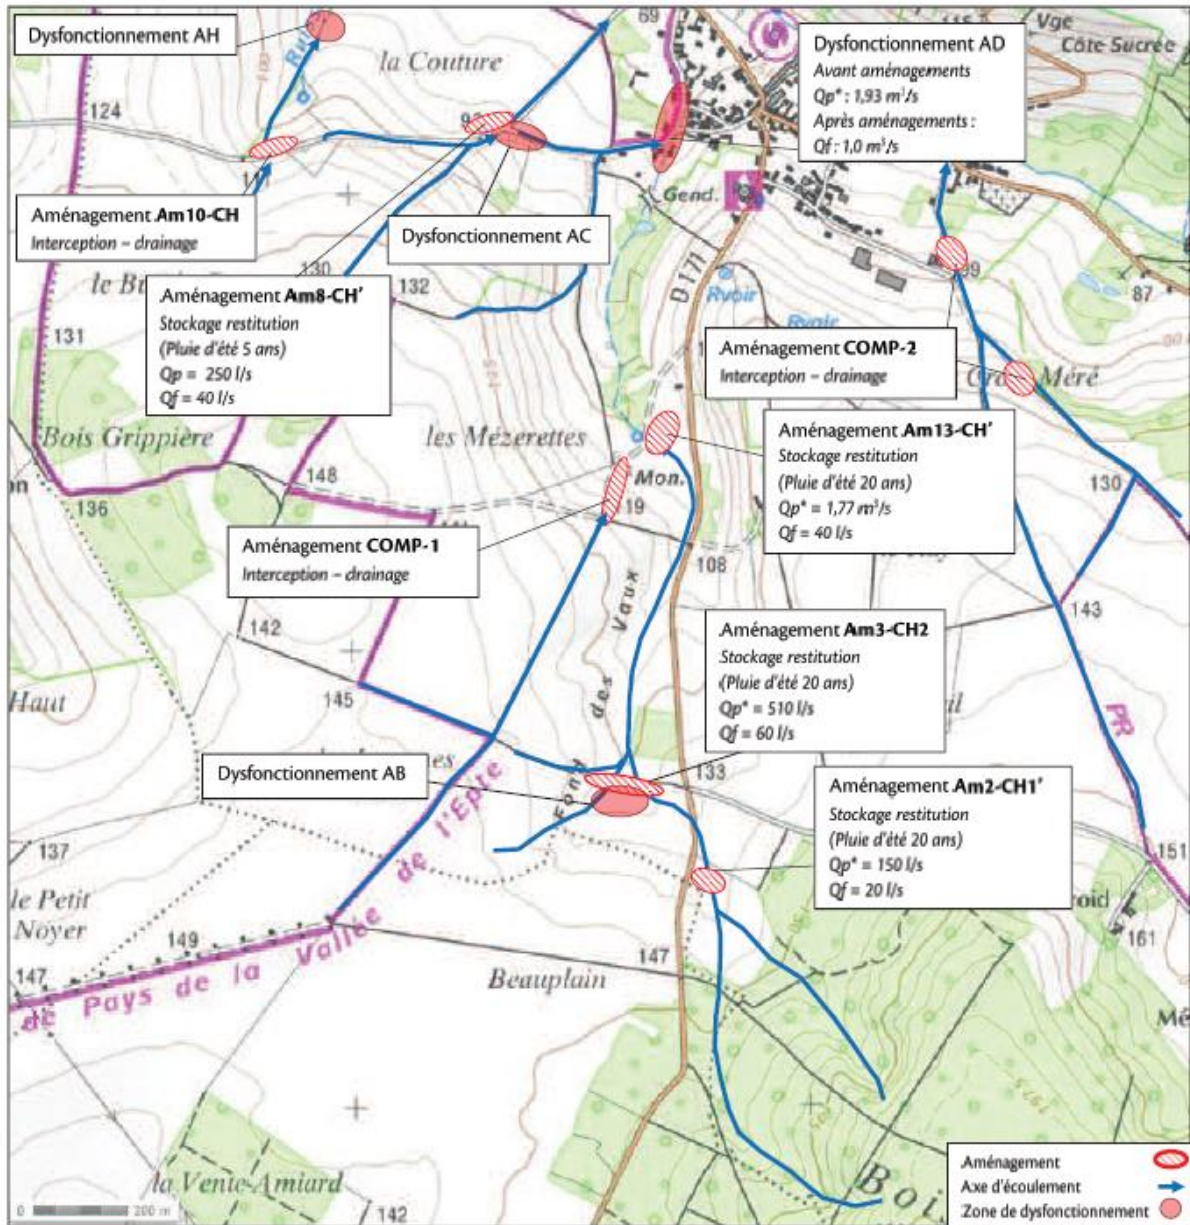 69
Vge
Côte Sucrée
Dysfonctionnement AH
la Couture
Dysfonctionnement AD
Avant aménagements
Qp* : 1,93 m³/s
Après aménagements :
Qf : 1,0 m³/s
124
Gend.
Aménagement Am10-CH
Interception – drainage
Dysfonctionnement AC
D171
130
132
87
Rvoir
Rvoir
Aménagement Am8-CH'
Stockage restitution
(Pluie d'été 5 ans)
Qp = 250 l/s
Qf = 40 l/s
131
Aménagement COMP-2
Interception – drainage
Méré
Bois Grippière
les Mézerettes
Aménagement Am13-CH'
Stockage restitution
(Pluie d'été 20 ans)
Qp* = 1,77 m³/s
Qf = 40 l/s
148
Mon.
130
136
19
Aménagement COMP-1
Interception – drainage
108
143
142
Aménagement Am3-CH2
Stockage restitution
(Pluie d'été 20 ans)
Qp* = 510 l/s
Qf = 60 l/s
Haut
145
Fond des Vaux
PR
Dysfonctionnement AB
133
Aménagement Am2-CH1'
Stockage restitution
(Pluie d'été 20 ans)
Qp* = 150 l/s
Qf = 20 l/s
137
151
le Petit
Noyer
149
161
147
147
Beauplain
de Pays de la Vallée de l'Epte
la Vente-Amiard
142
Boi
0 200 m
Aménagement
Axe d'écoulement
Zone de dysfonctionnement